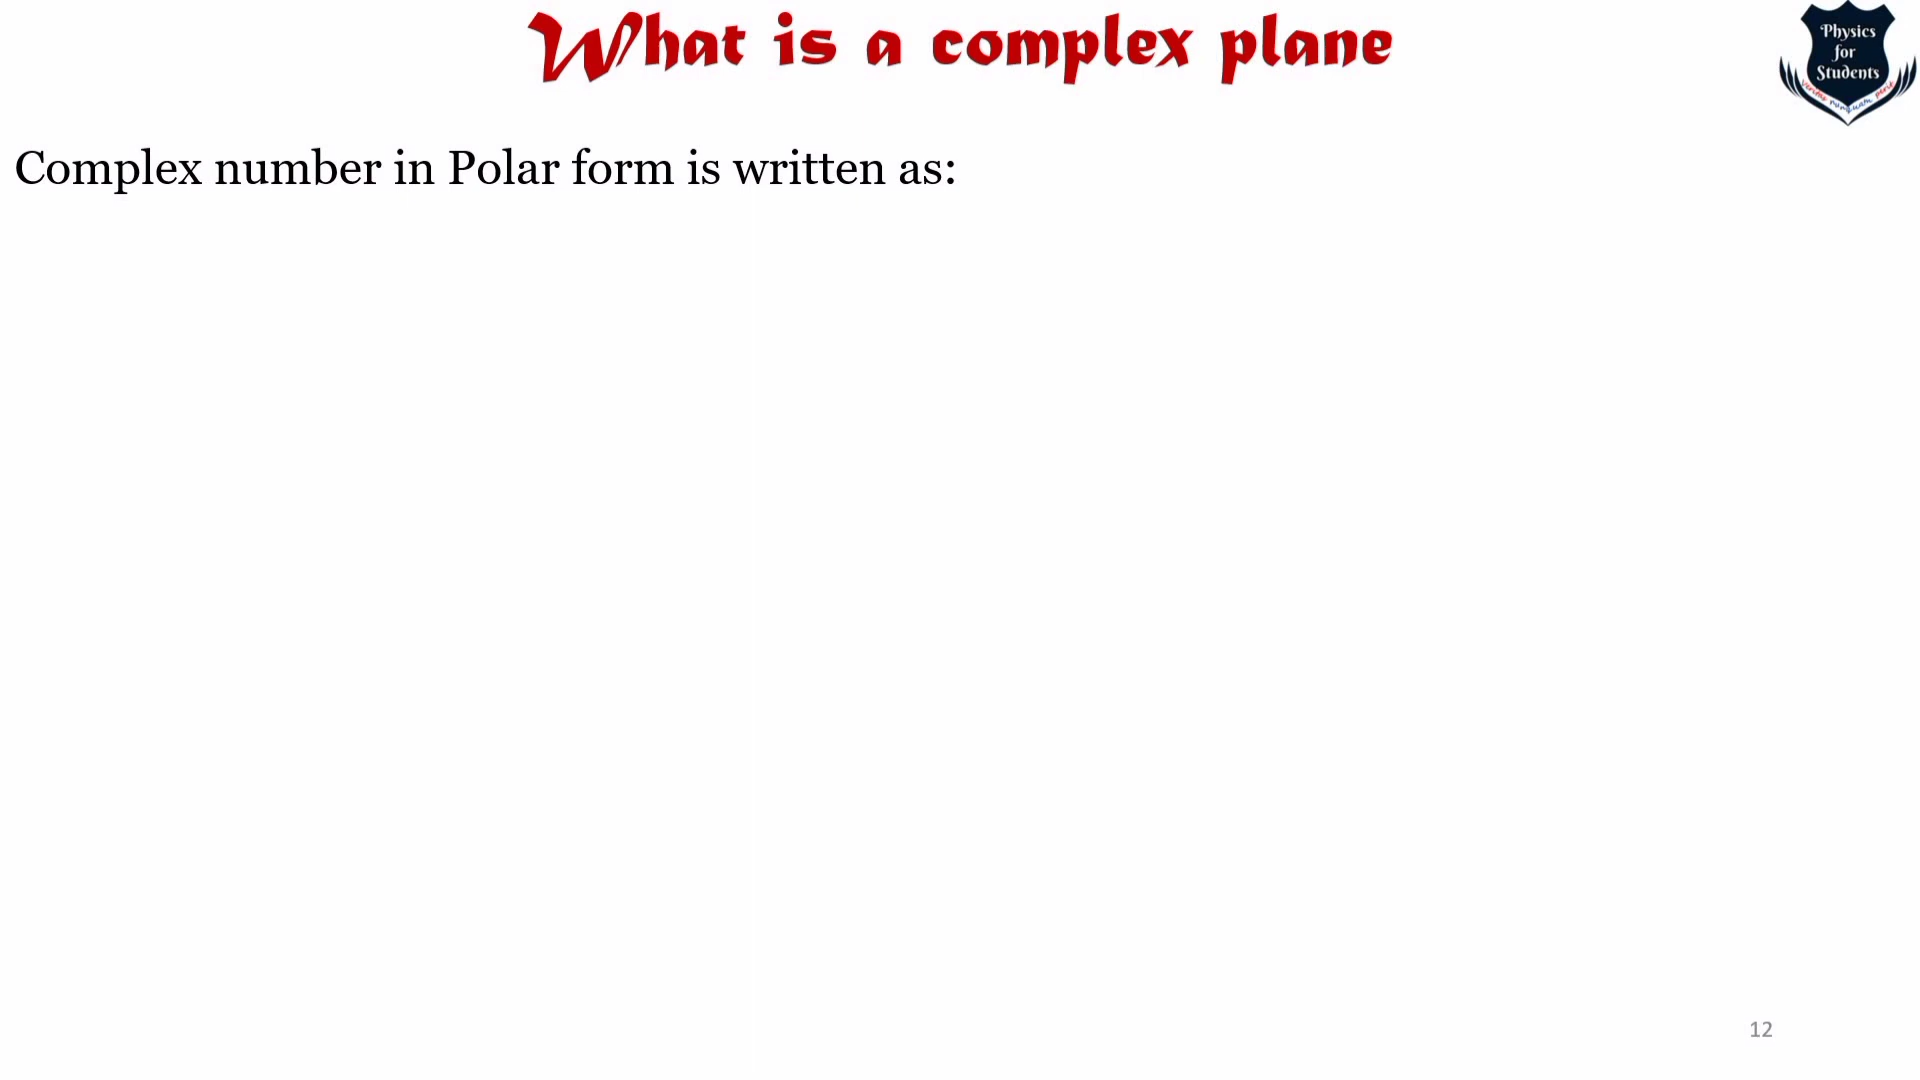 What is a complex plane
Physics
for
Students
Complex number in Polar form is written as:
12